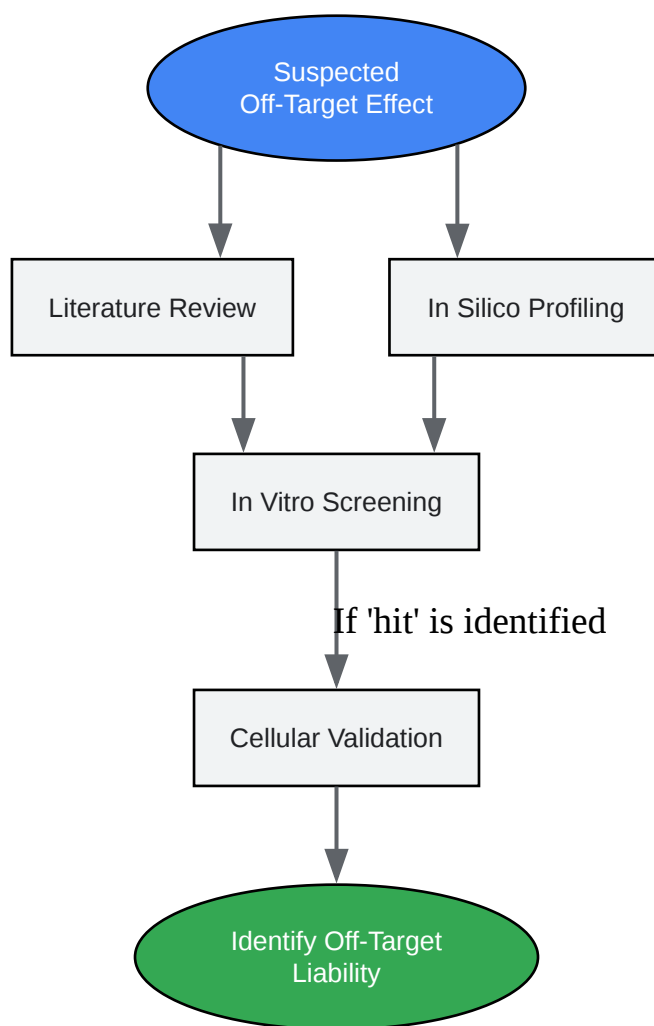 Suspected
Off-Target Effect
Literature Review
In Silico Profiling
In Vitro Screening
If 'hit' is identified
Cellular Validation
Identify Off-Target
Liability